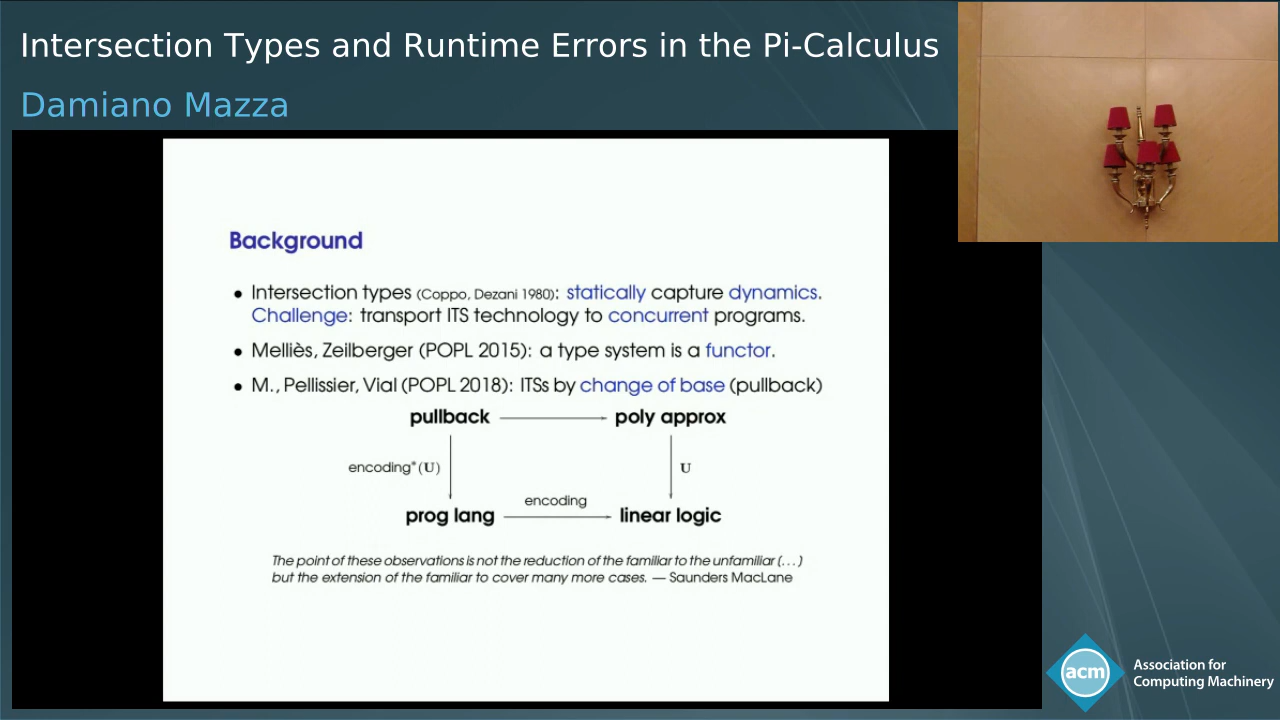 Intersection Types and Runtime Errors in the Pi-Calculus
Damiano Mazza
Background
• Intersection types (Coppo, Dezani 1980): statically capture dynamics.
Challenge: transport ITS technology to concurrent programs.
• Melliès, Zeilberger (POPL 2015): a type system is a functor.
• M., Pellissier, Vial (POPL 2018): ITSs by change of base (pullback)
pullback poly approx
encoding*(U) U
encoding
prog lang linear logic
The point of these observations is not the reduction of the familiar to the unfamiliar (...)
but the extension of the familiar to cover many more cases. — Saunders MacLane
acm
Association for
Computing Machinery